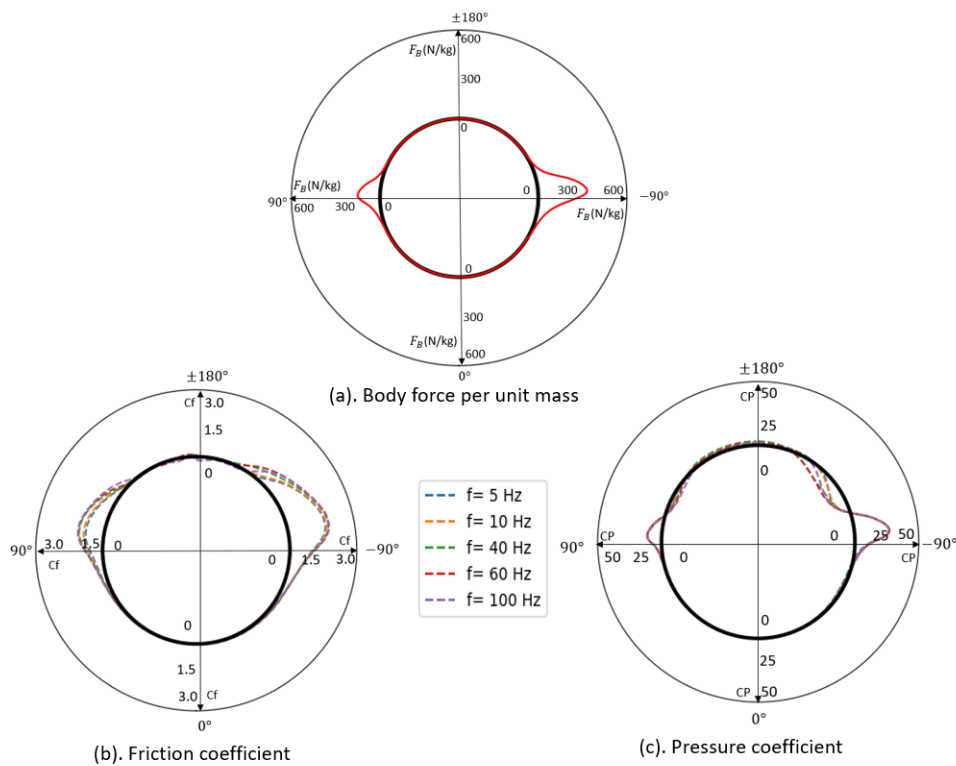 ±180°
600
F_B(N/kg)
300
0
F_B(N/kg)
0 300 600
90° 600 300 0 −90°
F_B(N/kg)
0
300
F_B(N/kg)
600
0°
(a). Body force per unit mass
±180°
Cf 3.0
1.5
0
90° 3.0 1.5 0 0 1.5 3.0 −90°
Cf
Cf
0
1.5
3.0 Cf
0°
(b). Friction coefficient
f= 5 Hz
f= 10 Hz
f= 40 Hz
f= 60 Hz
f= 100 Hz
±180°
CP 50
25
0
CP 0 25 50
90° 50 25 0 CP −90°
0
25
CP 50
0°
(c). Pressure coefficient